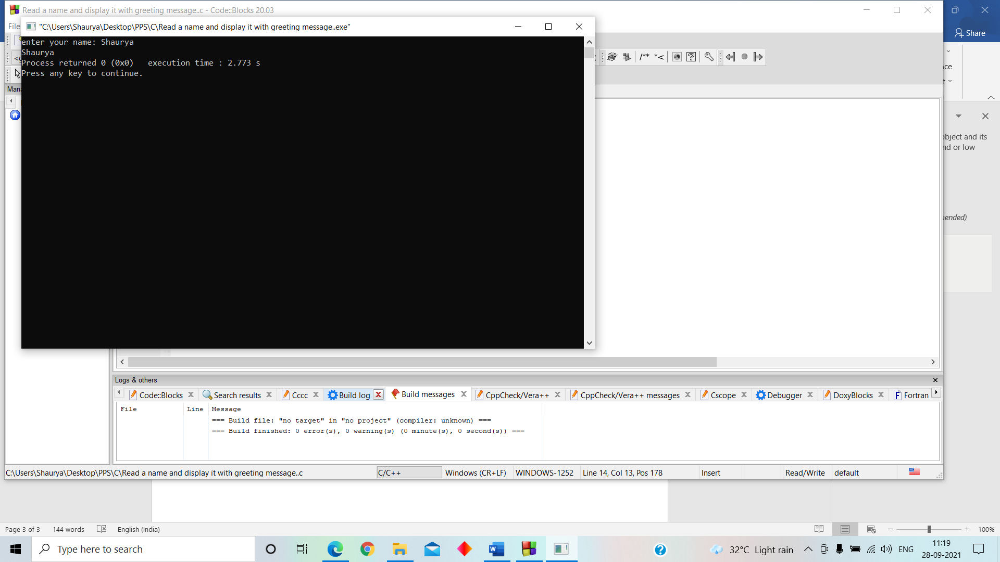 Read a name and display it with greeting message..c - Code::Blocks 20.03
File
"C:\Users\Shaurya\Desktop\PPS\C\Read a name and display it with greeting message..exe"
enter your name: Shaurya
Shaurya
Process returned 0 (0x0)   execution time : 2.773 s
Press any key to continue.
Share
/** *<
Logs & others
Code::Blocks
Search results
Cccc
Build log
Build messages
CppCheck/Vera++
CppCheck/Vera++ messages
Cscope
Debugger
DoxyBlocks
Fortran
File Line Message
=== Build file: "no target" in "no project" (compiler: unknown) ===
=== Build finished: 0 error(s), 0 warning(s) (0 minute(s), 0 second(s)) ===
C:\Users\Shaurya\Desktop\PPS\C\Read a name and display it with greeting message..c
C/C++
Windows (CR+LF)
WINDOWS-1252
Line 14, Col 13, Pos 178
Insert
Read/Write
default
object and its
nd or low
Page 3 of 3
144 words
English (India)
100%
Type here to search
32°C Light rain
ENG
11:19
28-09-2021